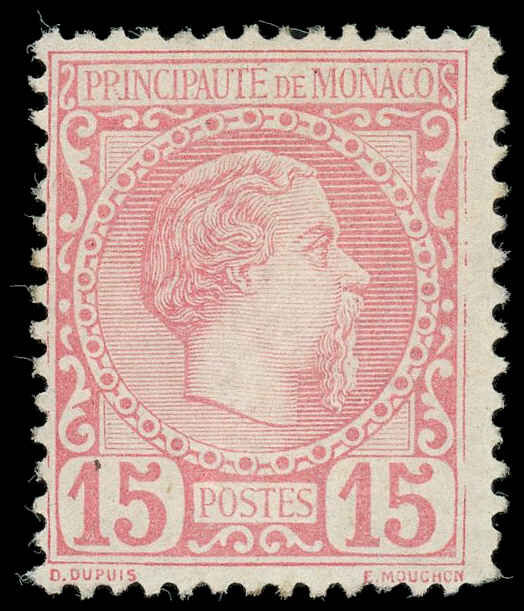 PRINCIPAUTE DE MONACO
15 POSTES 15
D. DUPUIS E. MOUCHON